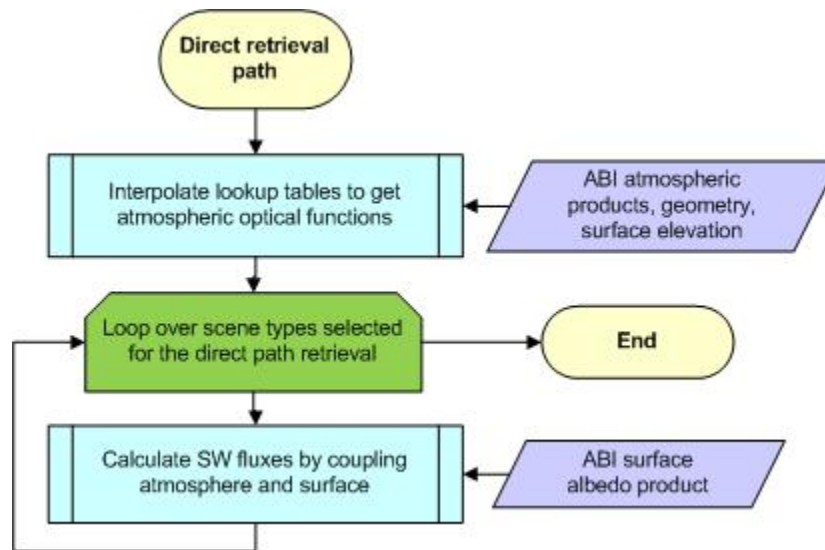 Direct retrieval
path
Interpolate lookup tables to get
atmospheric optical functions
ABI atmospheric
products, geometry,
surface elevation
Loop over scene types selected
for the direct path retrieval
End
Calculate SW fluxes by coupling
atmosphere and surface
ABI surface
albedo product